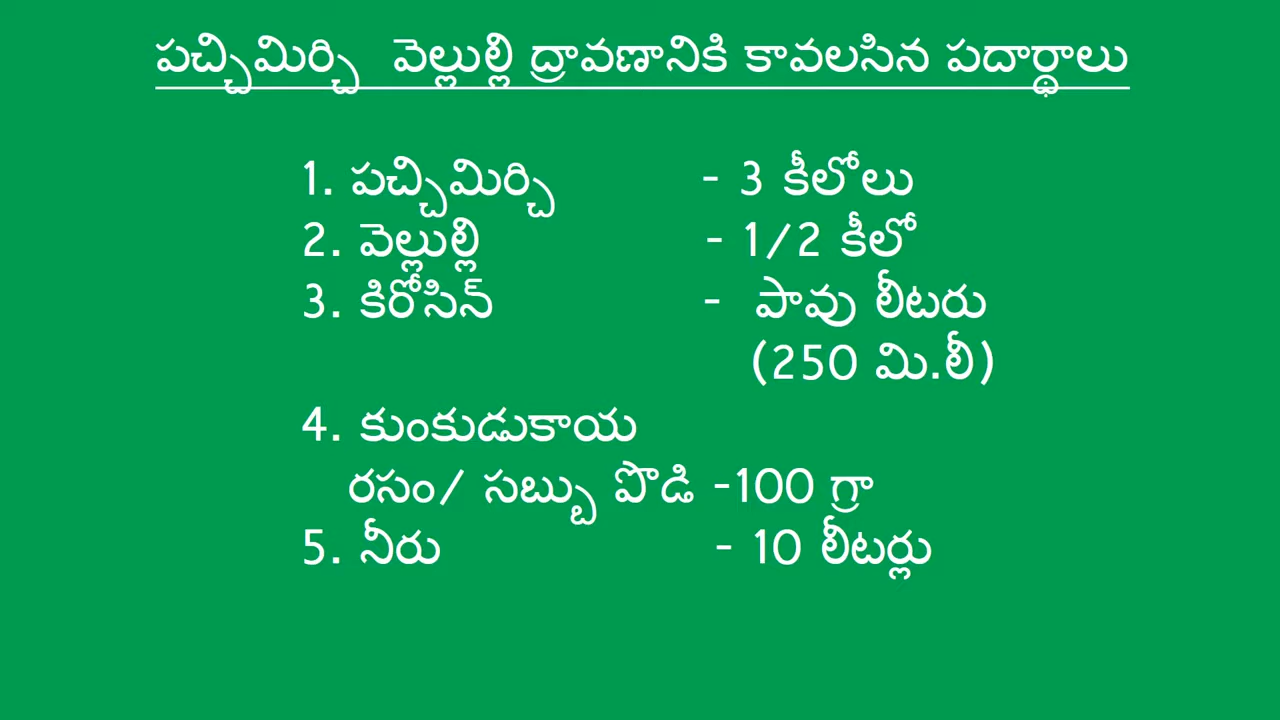 పచ్చిమిర్చి వెల్లుల్లి ద్రావణానికి కావలసిన పదార్థాలు
1. పచ్చిమిర్చి - 3 కీలోలు
2. వెల్లుల్లి - 1/2 కీలో
3. కిరోసిన్ - పావు లీటరు
(250 మి.లీ)
4. కుంకుడుకాయ
రసం/ సబ్బు పొడి -100 గ్రా
5. నీరు - 10 లీటర్లు